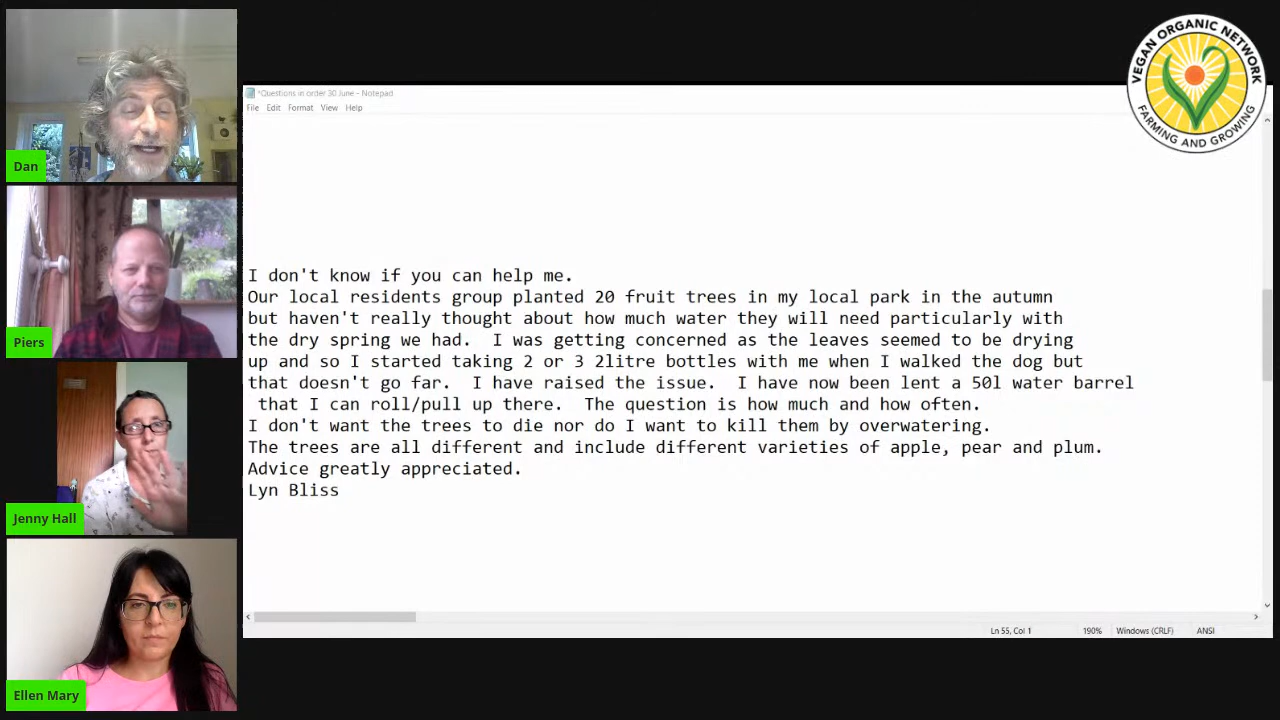 Dan
Piers
Jenny Hall
Ellen Mary
*Questions in order 30 June - Notepad
File Edit Format View Help
I don't know if you can help me.
Our local residents group planted 20 fruit trees in my local park in the autumn
but haven't really thought about how much water they will need particularly with
the dry spring we had.  I was getting concerned as the leaves seemed to be drying
up and so I started taking 2 or 3 2litre bottles with me when I walked the dog but
that doesn't go far.  I have raised the issue.  I have now been lent a 50l water barrel
that I can roll/pull up there.  The question is how much and how often.
I don't want the trees to die nor do I want to kill them by overwatering.
The trees are all different and include different varieties of apple, pear and plum.
Advice greatly appreciated.
Lyn Bliss
Ln 55, Col 1 190% Windows (CRLF) ANSI
VEGAN ORGANIC NETWORK
FARMING AND GROWING